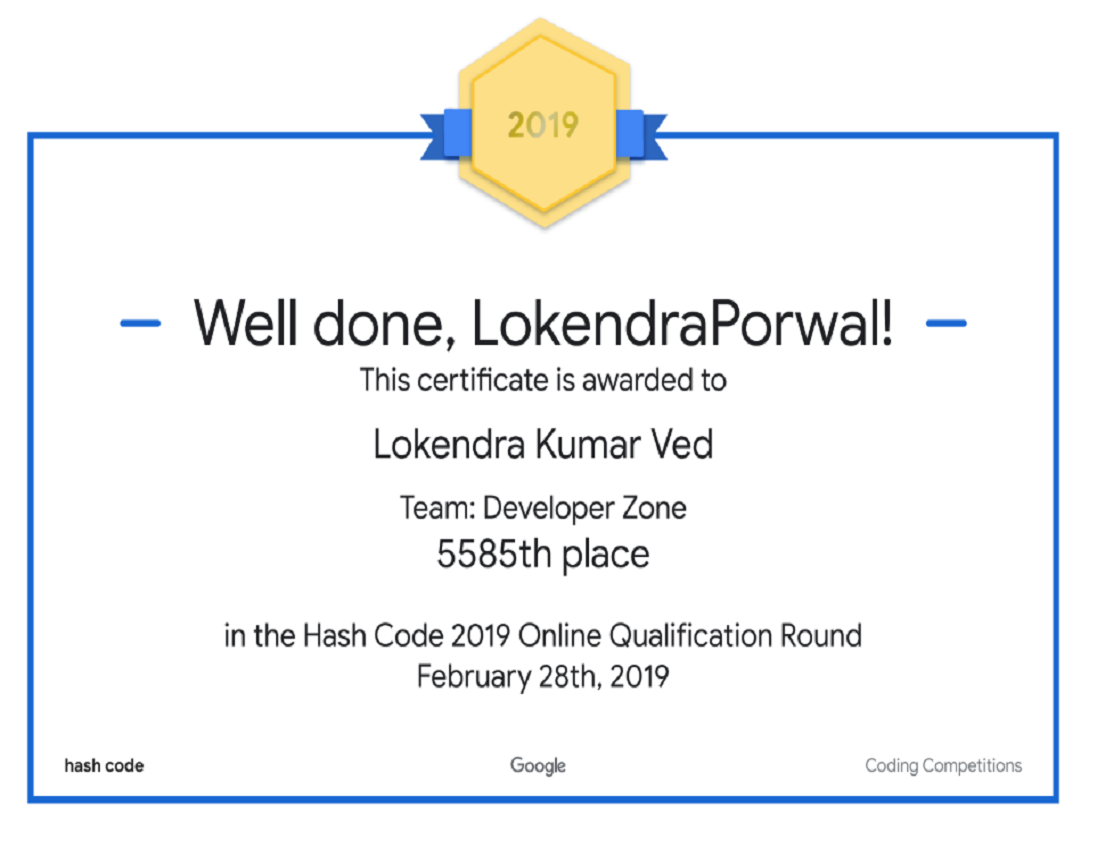 2019
Well done, LokendraPorwal!
This certificate is awarded to
Lokendra Kumar Ved
Team: Developer Zone
5585th place
in the Hash Code 2019 Online Qualification Round
February 28th, 2019
hash code Google Coding Competitions